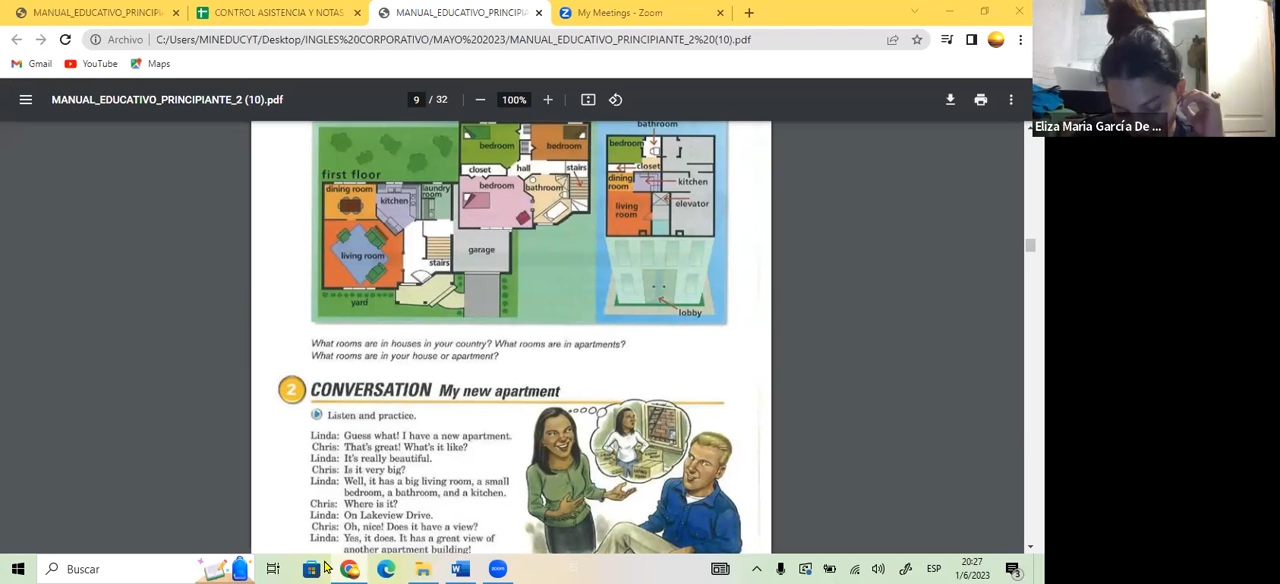 MANUAL_EDUCATIVO_PRINCIPIA
CONTROL ASISTENCIA Y NOTAS
MANUAL_EDUCATIVO_PRINCIPIA
My Meetings - Zoom
Archivo
C:/Users/MINEDUCYT/Desktop/INGLES%20CORPORATIVO/MAYO%202023/MANUAL_EDUCATIVO_PRINCIPIANTE_2%20(10).pdf
Gmail
YouTube
Maps
MANUAL_EDUCATIVO_PRINCIPIANTE_2 (10).pdf
9 / 32
100%
Eliza Maria García De ...
first floor
dining room
kitchen
laundry room
living room
stairs
yard
garage
bedroom
bedroom
closet
hall
stairs
bedroom
bathroom
bathroom
bedroom
closet
dining room
kitchen
living room
elevator
lobby
What rooms are in houses in your country? What rooms are in apartments?
What rooms are in your house or apartment?
2 CONVERSATION My new apartment
Listen and practice.
Linda: Guess what! I have a new apartment.
Chris: That's great! What's it like?
Linda: It's really beautiful.
Chris: Is it very big?
Linda: Well, it has a big living room, a small
bedroom, a bathroom, and a kitchen.
Chris: Where is it?
Linda: On Lakeview Drive.
Chris: Oh, nice! Does it have a view?
Linda: Yes, it does. It has a great view of
another apartment building!
Buscar
zoom
ESP
20:27
1/6/2023
3